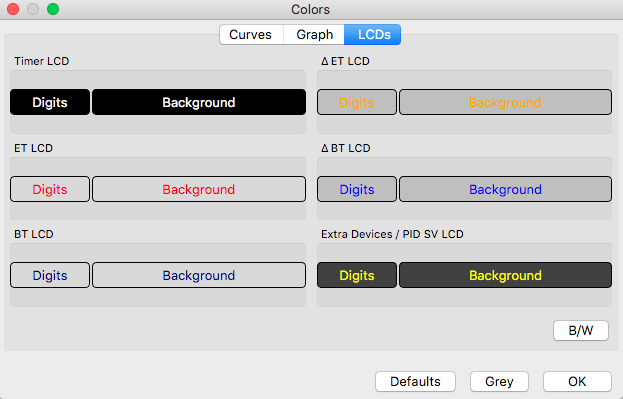 Colors
Curves Graph LCDs
Timer LCD
Digits Background
Δ ET LCD
Digits Background
ET LCD
Digits Background
Δ BT LCD
Digits Background
BT LCD
Digits Background
Extra Devices / PID SV LCD
Digits Background
B/W
Defaults Grey OK